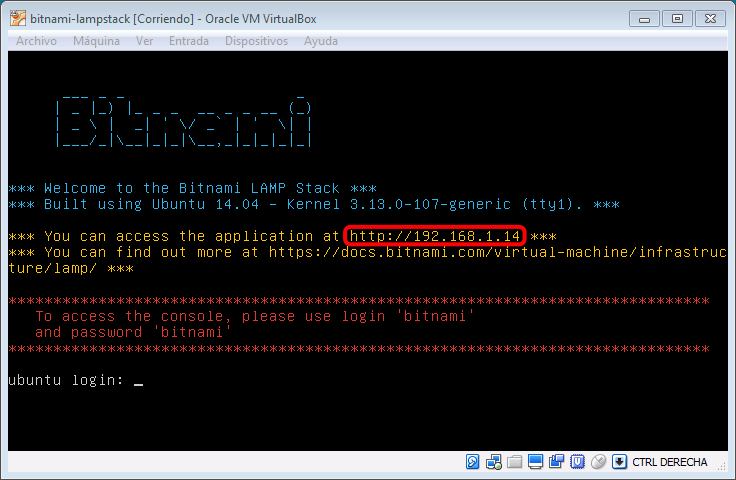 bitnami-lampstack [Corriendo] - Oracle VM VirtualBox
Archivo Máquina Ver Entrada Dispositivos Ayuda
Bitnami
*** Welcome to the Bitnami LAMP Stack ***
*** Built using Ubuntu 14.04 - Kernel 3.13.0-107-generic (tty1). ***
*** You can access the application at http://192.168.1.14 ***
*** You can find out more at https://docs.bitnami.com/virtual-machine/infrastruc
ture/lamp/ ***
*******************************************************************************
To access the console, please use login 'bitnami'
and password 'bitnami'
*******************************************************************************
ubuntu login: _
CTRL DERECHA